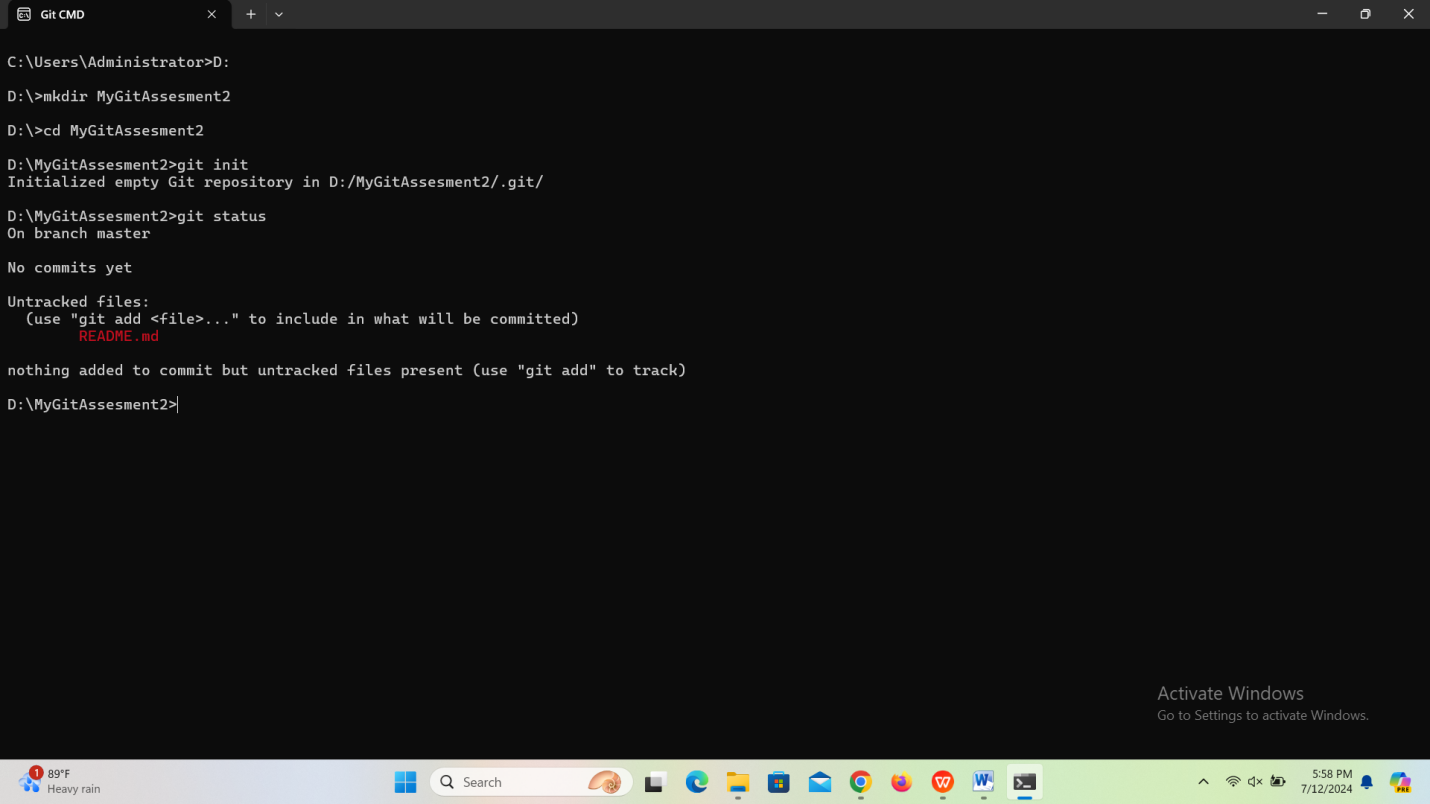 Git CMD
C:\Users\Administrator>D:
D:\>mkdir MyGitAssesment2
D:\>cd MyGitAssesment2
D:\MyGitAssesment2>git init
Initialized empty Git repository in D:/MyGitAssesment2/.git/
D:\MyGitAssesment2>git status
On branch master
No commits yet
Untracked files:
  (use "git add <file>..." to include in what will be committed)
        README.md
nothing added to commit but untracked files present (use "git add" to track)
D:\MyGitAssesment2>
Activate Windows
Go to Settings to activate Windows.
1
89°F
Heavy rain
Search
W
W
5:58 PM
7/12/2024
PRE